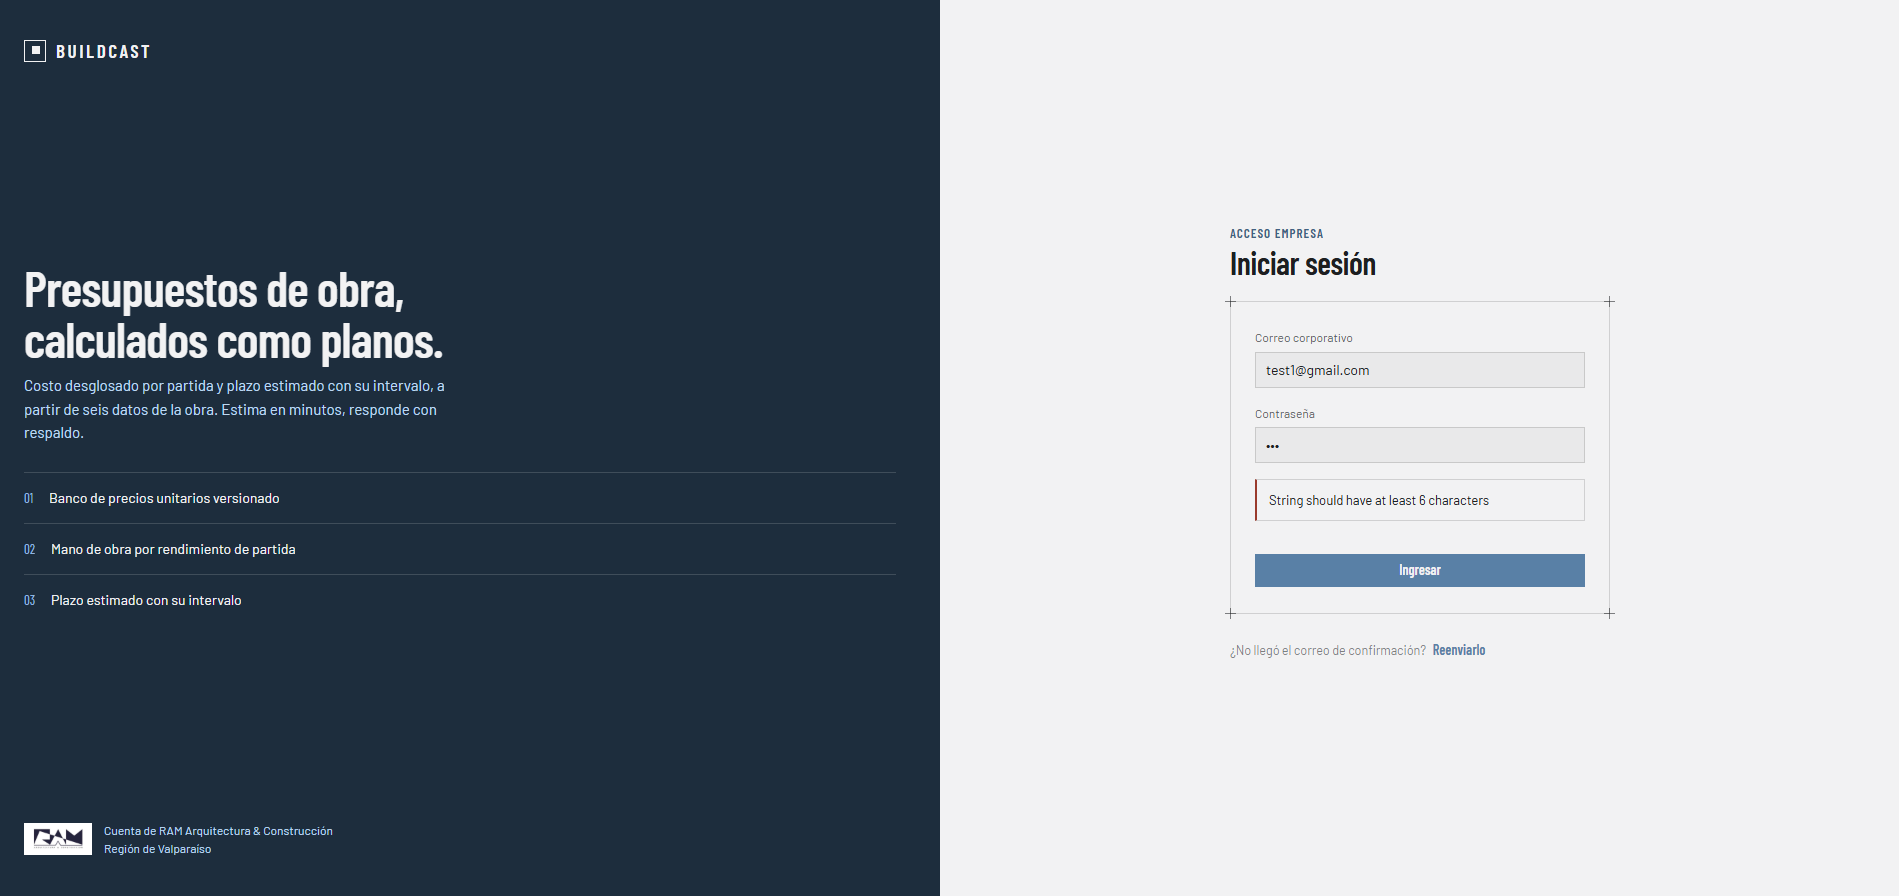 BUILDCAST
Presupuestos de obra,
calculados como planos.
Costo desglosado por partida y plazo estimado con su intervalo, a
partir de seis datos de la obra. Estima en minutos, responde con
respaldo.
01 Banco de precios unitarios versionado
02 Mano de obra por rendimiento de partida
03 Plazo estimado con su intervalo
RAM
Cuenta de RAM Arquitectura & Construcción
Región de Valparaíso
ACCESO EMPRESA
Iniciar sesión
Correo corporativo
test1@gmail.com
Contraseña
•••
String should have at least 6 characters
Ingresar
¿No llegó el correo de confirmación? Reenviarlo